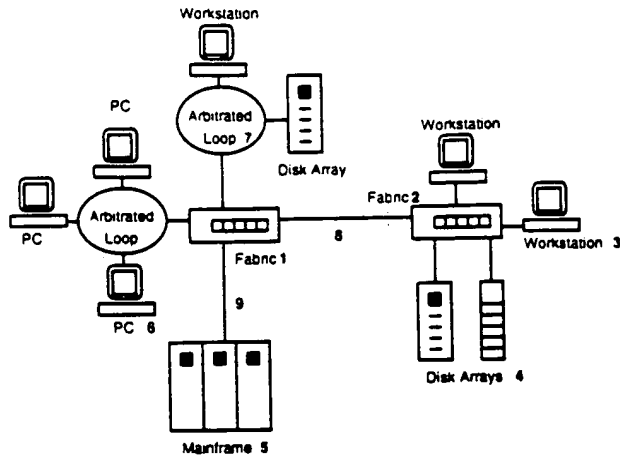 Workstation
PC
Arbitrated
Loop 7
Disk Array
Workstation
Fabric 2
PC
Arbitrated
Loop
Fabric 1
8
Workstation 3
PC 6
9
Disk Arrays 4
Mainframe 5